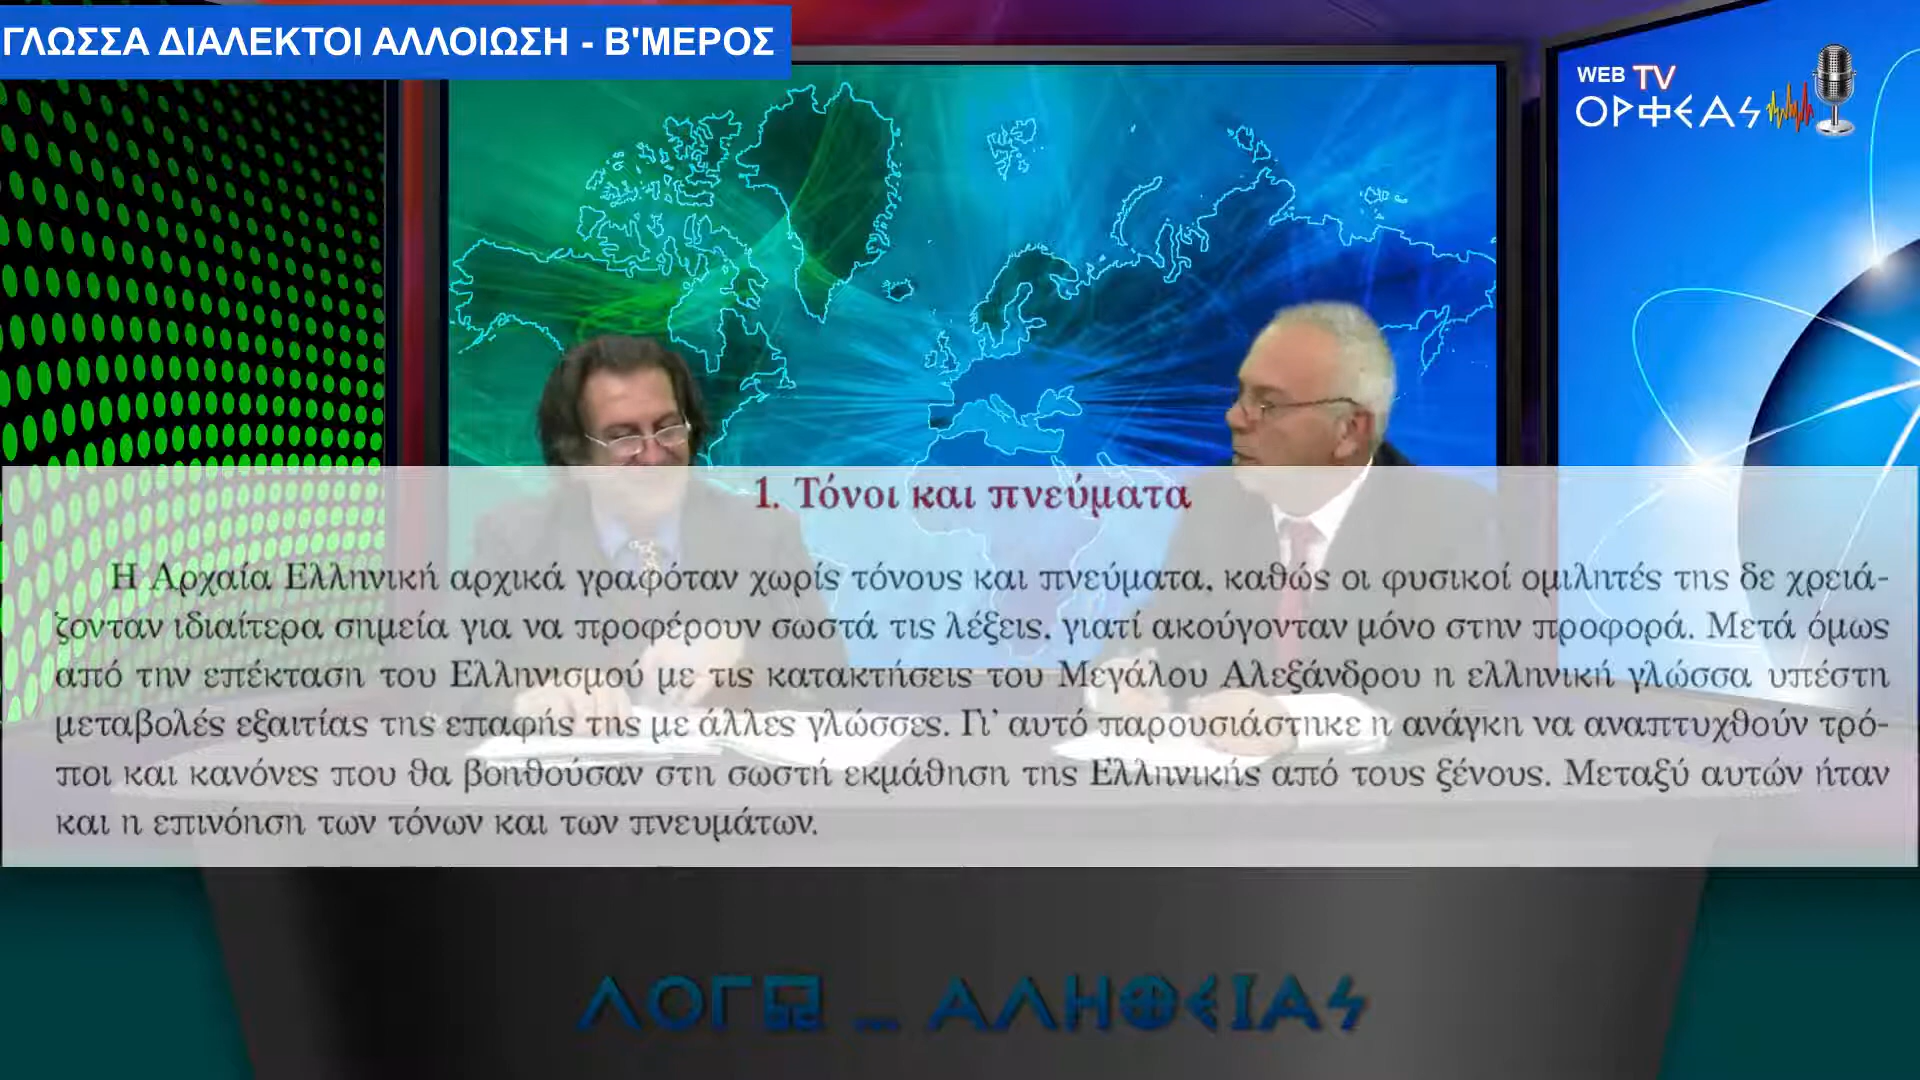 ΓΛΩΣΣΑ ΔΙΑΛΕΚΤΟΙ ΑΛΛΟΙΩΣΗ - Β'ΜΕΡΟΣ
WEB TV
ΟΡΦΕΑΣ
1. Τόνοι και πνεύματα
Η Αρχαία Ελληνική αρχικά γραφόταν χωρίς τόνους και πνεύματα, καθώς οι φυσικοί ομιλητές της δε χρειά-
ζονταν ιδιαίτερα σημεία για να προφέρουν σωστά τις λέξεις, γιατί ακούγονταν μόνο στην προφορά. Μετά όμως
από την επέκταση του Ελληνισμού με τις κατακτήσεις του Μεγάλου Αλεξάνδρου η ελληνική γλώσσα υπέστη
μεταβολές εξαιτίας της επαφής της με άλλες γλώσσες. Γι' αυτό παρουσιάστηκε η ανάγκη να αναπτυχθούν τρό-
ποι και κανόνες που θα βοηθούσαν στη σωστή εκμάθηση της Ελληνικής από τους ξένους. Μεταξύ αυτών ήταν
και η επινόηση των τόνων και των πνευμάτων.
ΛΟΓΩ ... ΑΛΗΘΕΙΑΣ